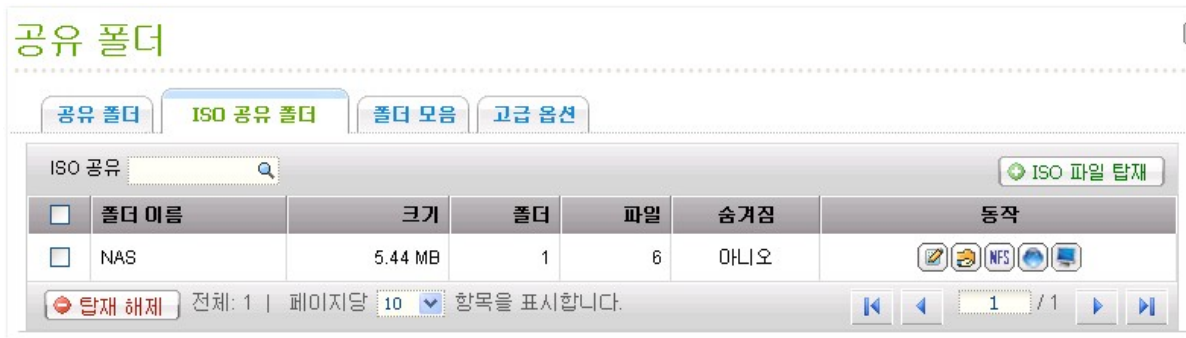 공유 폴더
공유 폴더 ISO 공유 폴더 폴더 모음 고급 옵션
ISO 공유 ISO 파일 탑재
폴더 이름 크기 폴더 파일 숨겨짐 동작
NAS 5.44 MB 1 6 아니오 NFS
탑재 해제 전체: 1 | 페이지당 10 항목을 표시합니다. 1 / 1